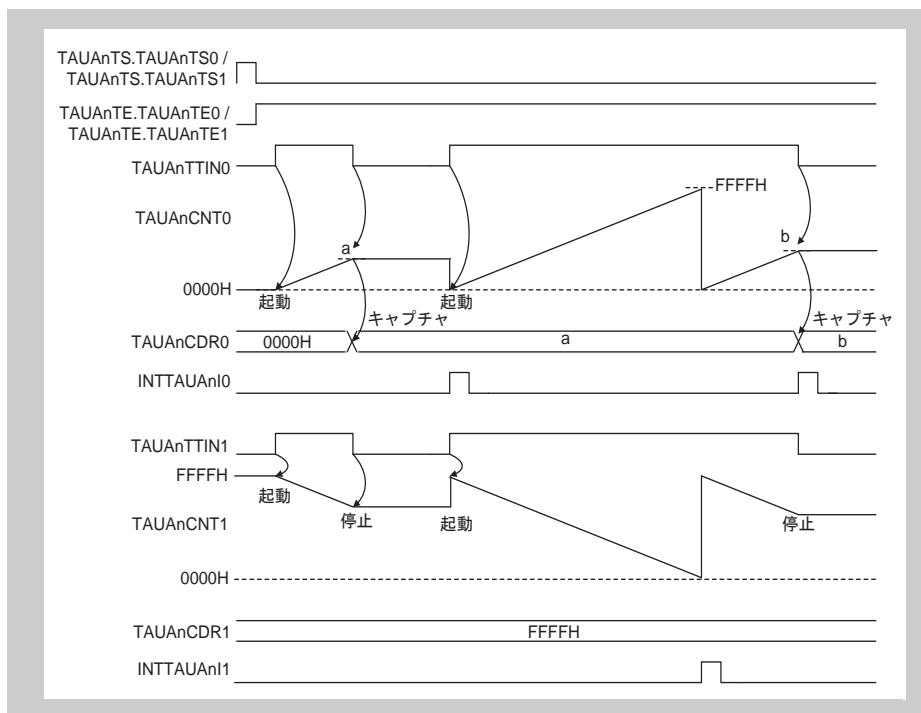 TAUAnTS.TAUAnTS0 /
TAUAnTS.TAUAnTS1
TAUAnTE.TAUAnTE0 /
TAUAnTE.TAUAnTE1
TAUAnTTIN0
FFFFH
TAUAnCNT0
a
b
0000H
起動
起動
キャプチャ
キャプチャ
TAUAnCDR0
0000H
a
b
INTTAUAnI0
TAUAnTTIN1
FFFFH
起動
停止
起動
停止
TAUAnCNT1
0000H
TAUAnCDR1
FFFFH
INTTAUAnI1